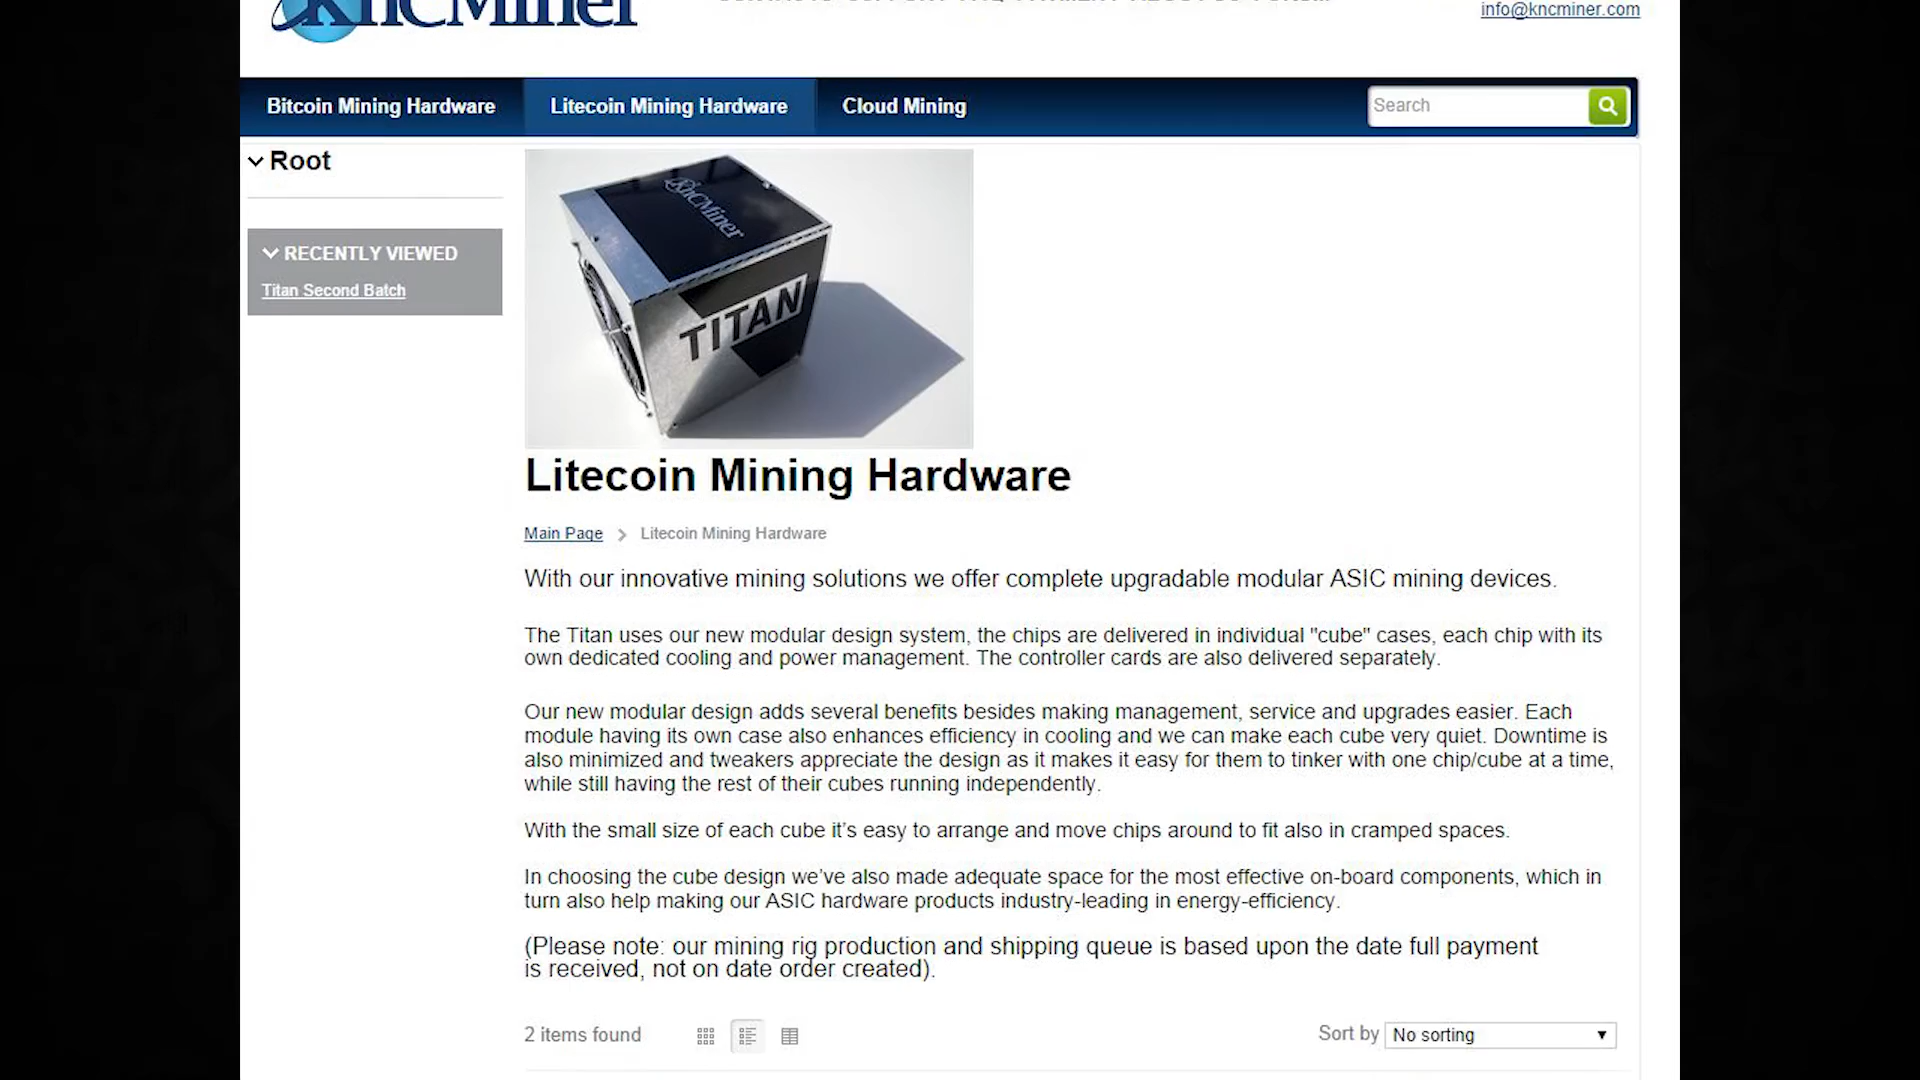 KnCMiner
info@kncminer.com
Bitcoin Mining Hardware
Litecoin Mining Hardware
Cloud Mining
Search
Root
RECENTLY VIEWED
Titan Second Batch
KnCMiner
TITAN
Litecoin Mining Hardware
Main Page
Litecoin Mining Hardware
With our innovative mining solutions we offer complete upgradable modular ASIC mining devices.
The Titan uses our new modular design system, the chips are delivered in individual "cube" cases, each chip with its
own dedicated cooling and power management. The controller cards are also delivered separately.
Our new modular design adds several benefits besides making management, service and upgrades easier. Each
module having its own case also enhances efficiency in cooling and we can make each cube very quiet. Downtime is
also minimized and tweakers appreciate the design as it makes it easy for them to tinker with one chip/cube at a time,
while still having the rest of their cubes running independently.
With the small size of each cube it’s easy to arrange and move chips around to fit also in cramped spaces.
In choosing the cube design we’ve also made adequate space for the most effective on-board components, which in
turn also help making our ASIC hardware products industry-leading in energy-efficiency.
(Please note: our mining rig production and shipping queue is based upon the date full payment
is received, not on date order created).
2 items found
Sort by
No sorting